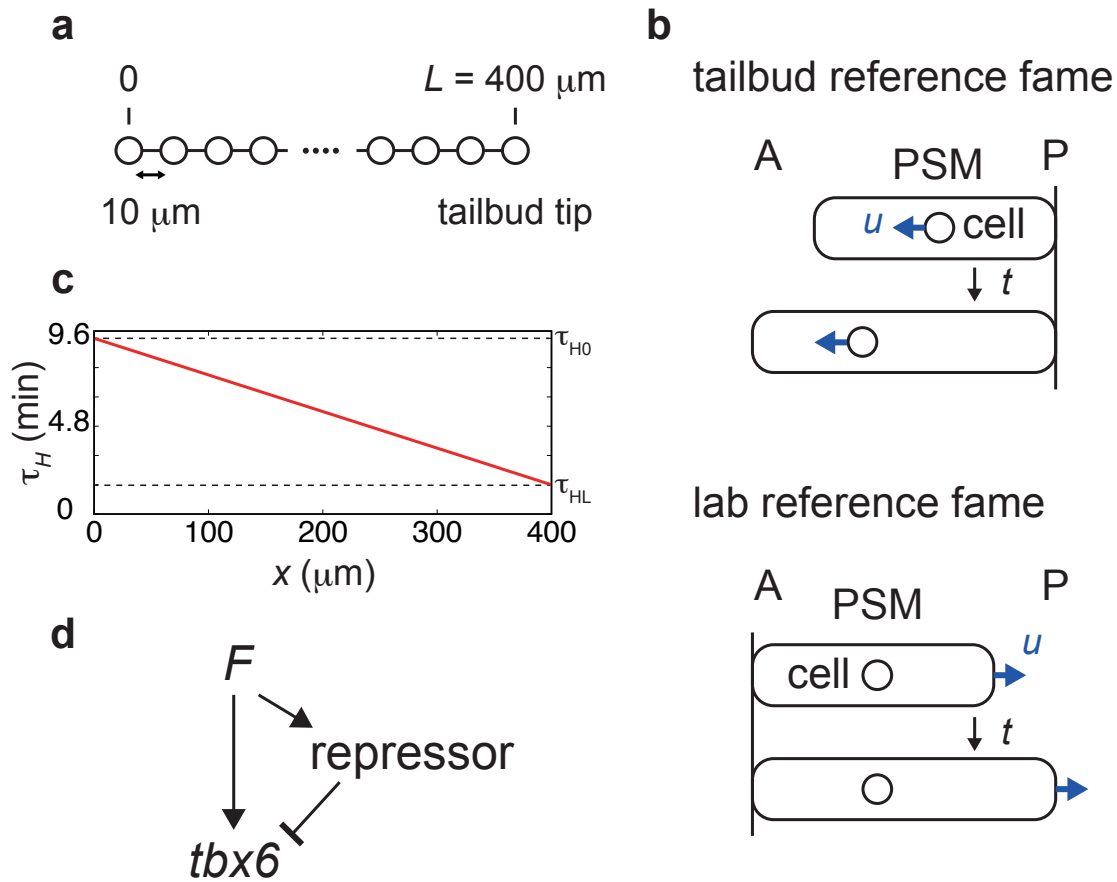 a
0
L = 400 μm
10 μm
tailbud tip
b
tailbud reference fame
A
PSM
P
u
cell
t
lab reference fame
A
PSM
P
u
cell
t
c
9.6
4.8
0
τH (min)
τH0
τHL
0 100 200 300 400
x (μm)
d
F
repressor
tbx6